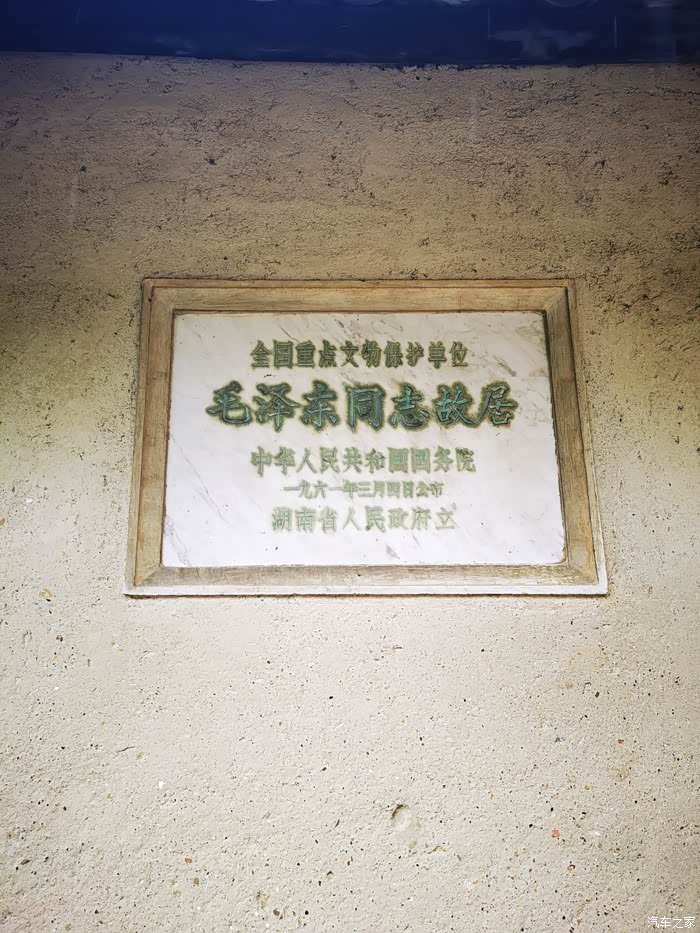 全国重点文物保护单位
毛泽东同志故居
中华人民共和国国务院
一九六一年三月四日公布
湖南省人民政府立
汽车之家